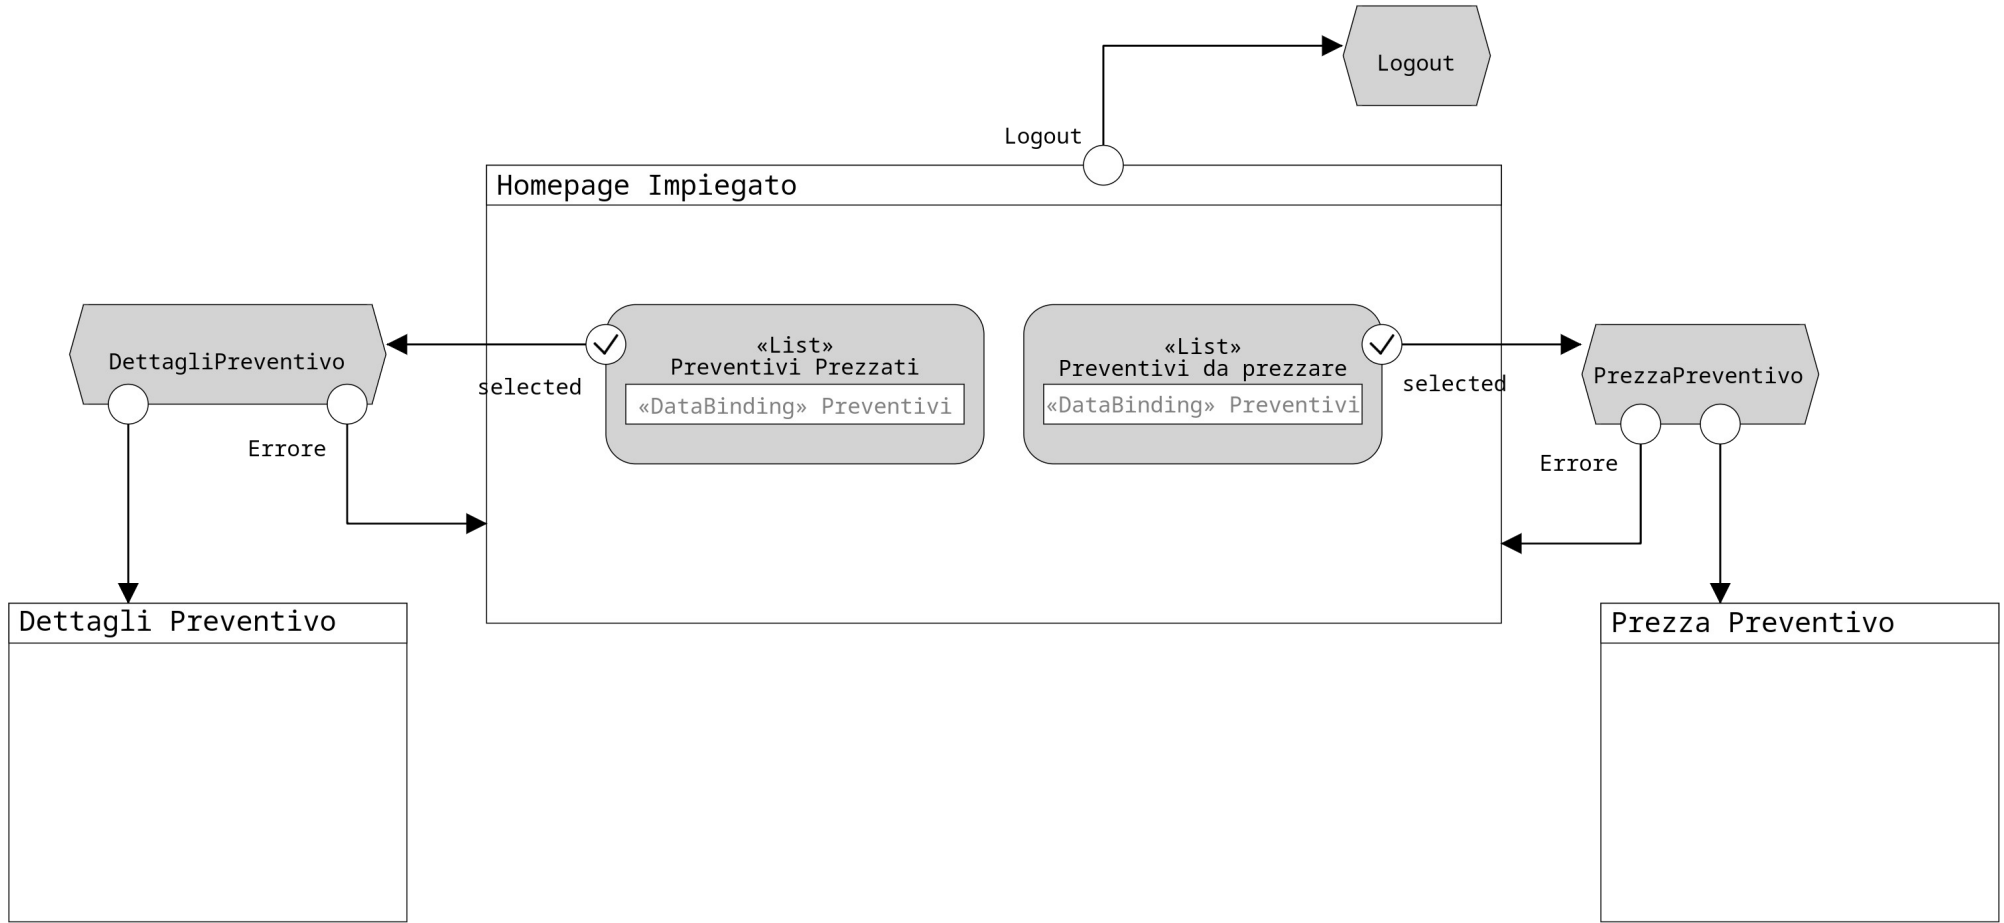 Logout
Logout
Homepage Impiegato
DettagliPreventivo
Errore
selected
«List»
Preventivi Prezzati
«DataBinding» Preventivi
«List»
Preventivi da prezzare
«DataBinding» Preventivi
selected
PrezzaPreventivo
Errore
Dettagli Preventivo
Prezza Preventivo